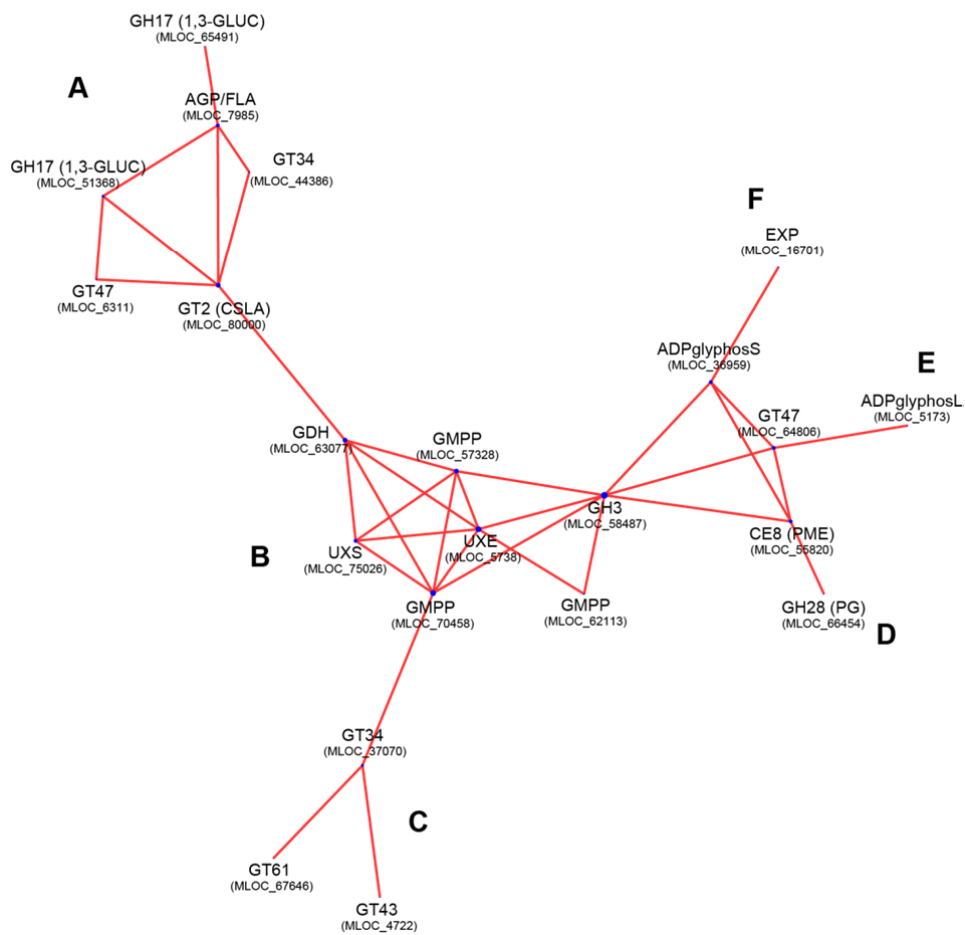 GH17 (1,3-GLUC)
(MLOC_65491)
A
AGP/FLA
(MLOC_7985)
GH17 (1,3-GLUC)
(MLOC_51368)
GT34
(MLOC_44386)
GT47
(MLOC_6311)
GT2 (CSLA)
(MLOC_80000)
F
EXP
(MLOC_16701)
ADPglyphosS
(MLOC_36959)
E
ADPglyphosL
(MLOC_5173)
GT47
(MLOC_64806)
GDH
(MLOC_63077)
GMPP
(MLOC_57328)
GH3
(MLOC_58487)
CE8 (PME)
(MLOC_55820)
B
UXS
(MLOC_75026)
UXE
(MLOC_5738)
GMPP
(MLOC_70458)
GMPP
(MLOC_62113)
GH28 (PG)
(MLOC_66454)
D
GT34
(MLOC_37070)
C
GT61
(MLOC_67646)
GT43
(MLOC_4722)